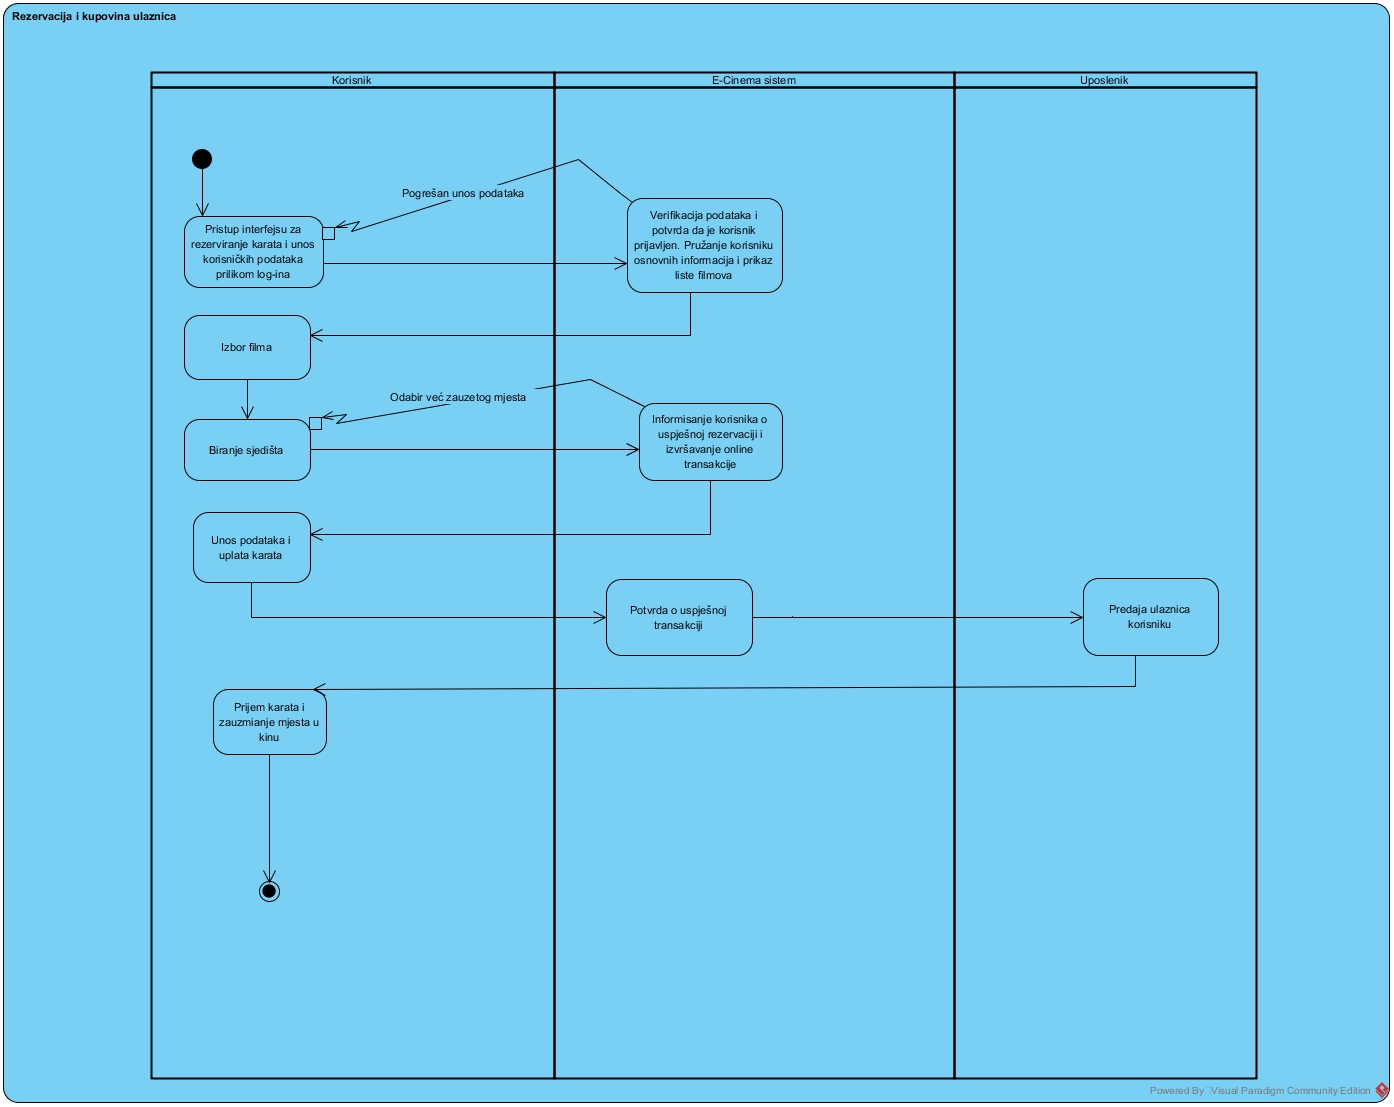 Rezervacija i kupovina ulaznica
Korisnik
E-Cinema sistem
Uposlenik
Pogrešan unos podataka
Pristup interfejsu za
rezerviranje karata i unos
korisničkih podataka
prilikom log-ina
Verifikacija podataka i
potvrda da je korisnik
prijavljen. Pružanje korisniku
osnovnih informacija i prikaz
liste filmova
Izbor filma
Odabir već zauzetog mjesta
Biranje sjedišta
Informisanje korisnika o
uspješnoj rezervaciji i
izvršavanje online
transakcije
Unos podataka i
uplata karata
Potvrda o uspješnoj
transakciji
Predaja ulaznica
korisniku
Prijem karata i
zauzmianje mjesta u
kinu
Powered By Visual Paradigm Community Edition